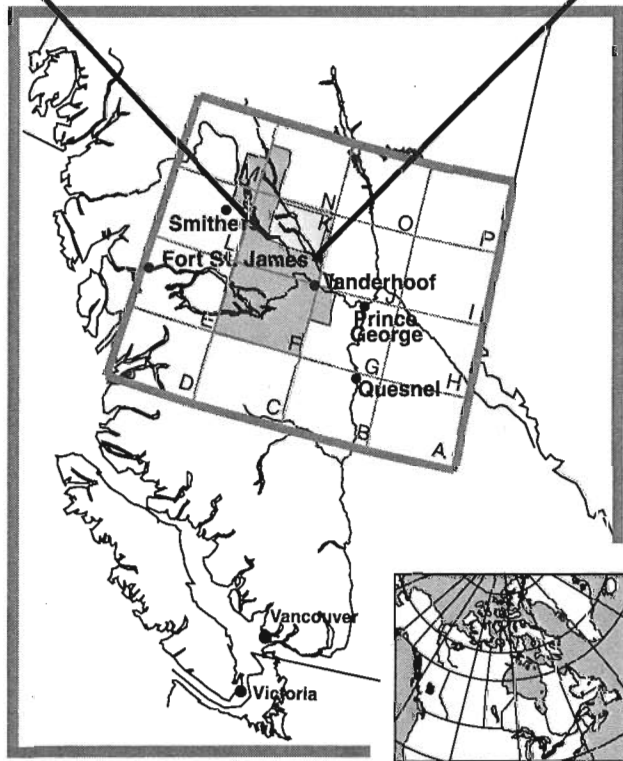 M
N
O
P
Smithers
K
L
Fort St. James
Vanderhoof
J
I
Prince
George
E
F
G
H
Quesnel
D
C
B
A
Vancouver
Victoria